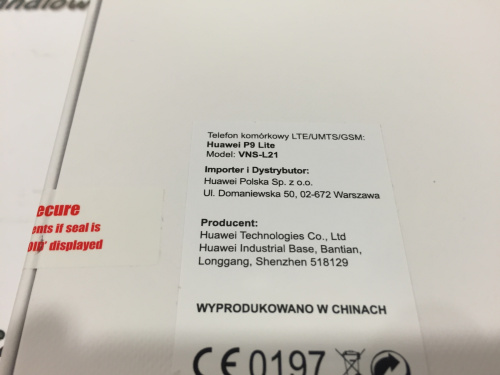 Telefon komórkowy LTE/UMTS/GSM:
Huawei P9 Lite
Model: VNS-L21
Importer i Dystrybutor:
Huawei Polska Sp. z o.o.
Ul. Domaniewska 50, 02-672 Warszawa
ecure
ents if seal is
OID" displayed
Producent:
Huawei Technologies Co., Ltd
Huawei Industrial Base, Bantian,
Longgang, Shenzhen 518129
WYPRODUKOWANO W CHINACH
CE 0197